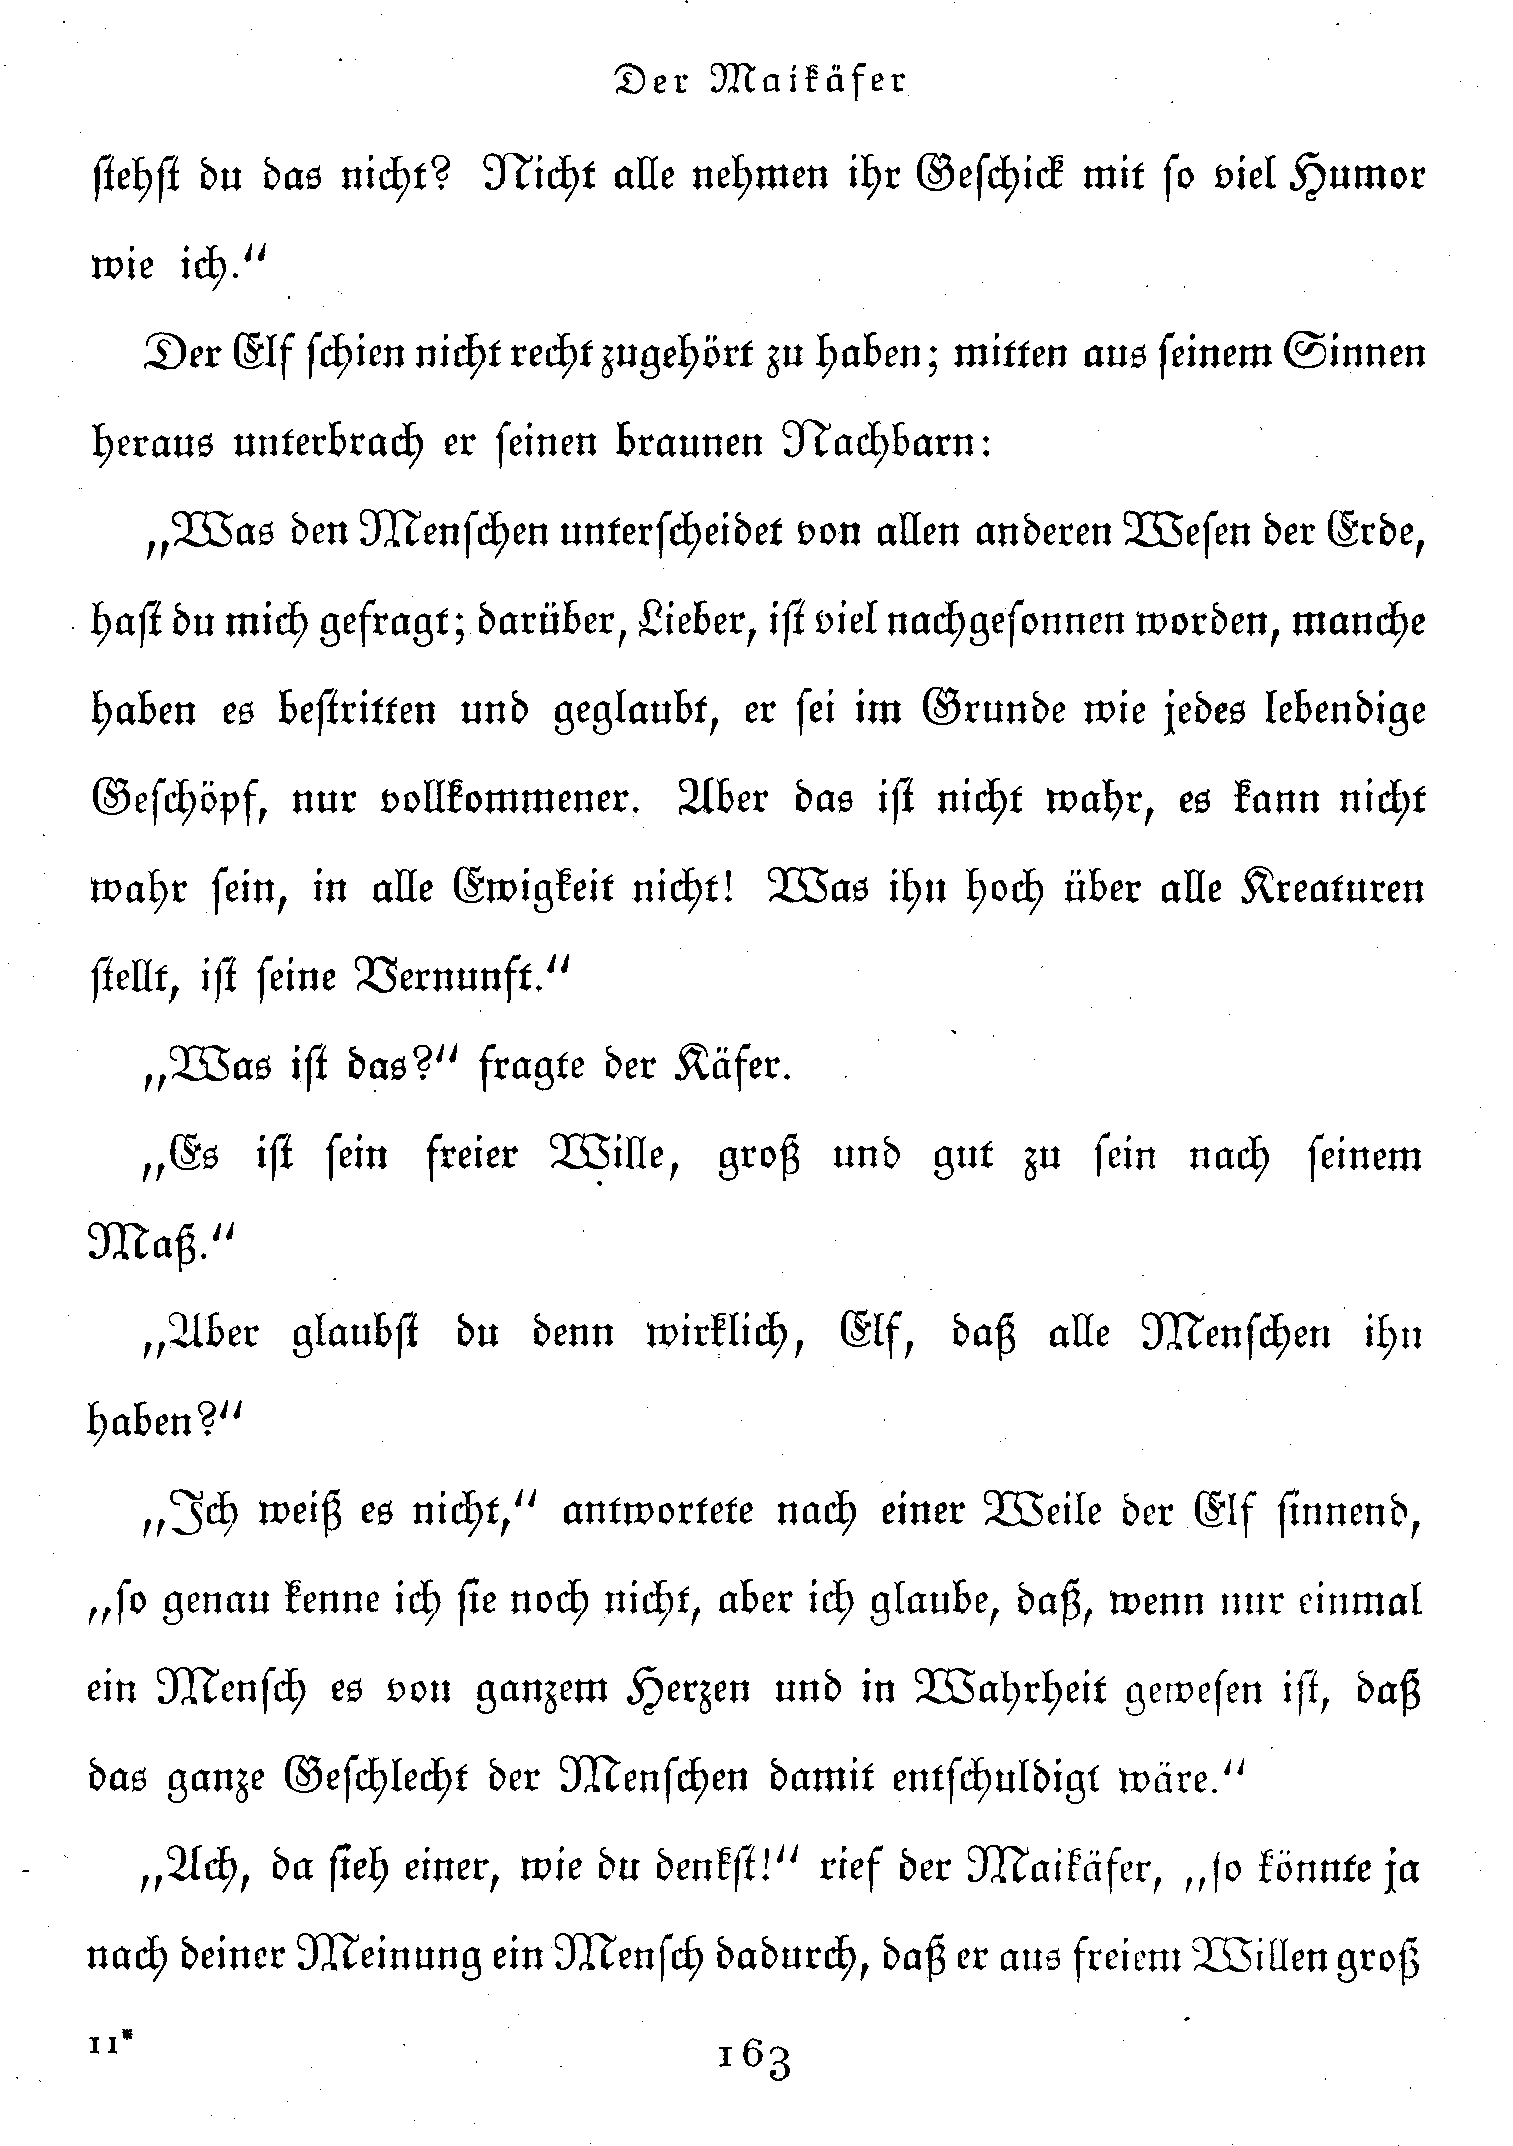 Der Maikäfer
stehst du das nicht? Nicht alle nehmen ihr Geschick mit so viel Humor
wie ich.“
Der Elf schien nicht recht zugehört zu haben; mitten aus seinem Sinnen
heraus unterbrach er seinen braunen Nachbarn:
„Was den Menschen unterscheidet von allen anderen Wesen der Erde,
hast du mich gefragt; darüber, Lieber, ist viel nachgesonnen worden, manche
haben es bestritten und geglaubt, er sei im Grunde wie jedes lebendige
Geschöpf, nur vollkommener. Aber das ist nicht wahr, es kann nicht
wahr sein, in alle Ewigkeit nicht! Was ihn hoch über alle Kreaturen
stellt, ist seine Vernunft.“
„Was ist das?“ fragte der Käfer.
„Es ist sein freier Wille, groß und gut zu sein nach seinem
Maß.“
„Aber glaubst du denn wirklich, Elf, daß alle Menschen ihn
haben?“
„Ich weiß es nicht,“ antwortete nach einer Weile der Elf sinnend,
„so genau kenne ich sie noch nicht, aber ich glaube, daß, wenn nur einmal
ein Mensch es von ganzem Herzen und in Wahrheit gewesen ist, daß
das ganze Geschlecht der Menschen damit entschuldigt wäre.“
„Ach, da sieh einer, wie du denkst!“ rief der Maikäfer, „so könnte ja
nach deiner Meinung ein Mensch dadurch, daß er aus freiem Willen groß
11*
163